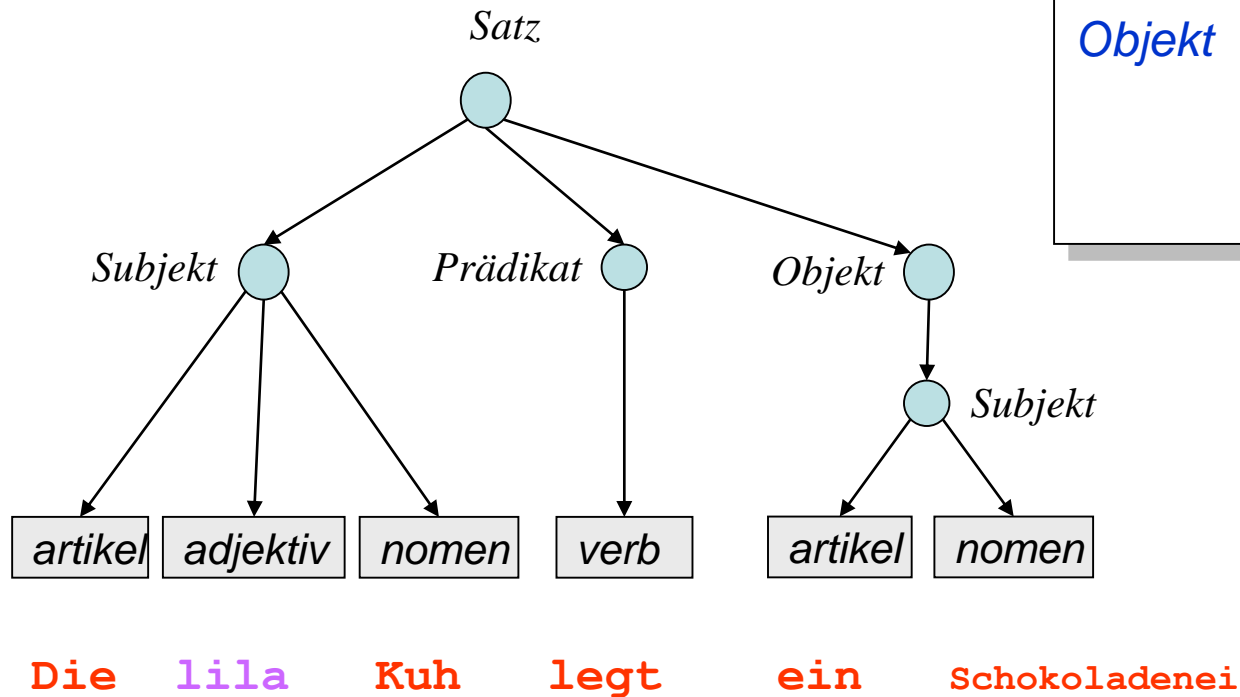 Satz
Objekt
Subjekt Prädikat Objekt
Subjekt
artikel adjektiv nomen verb artikel nomen
Die lila Kuh legt ein Schokoladenei